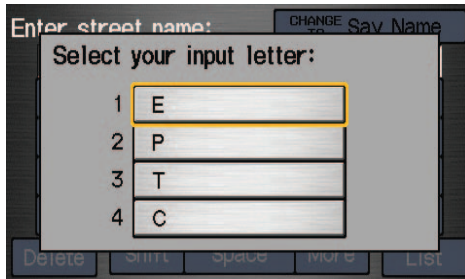 Enter street name:
CHANGE TO Say Name
Select your input letter:
1 E
2 P
3 T
4 C
Delete Shift Space More List